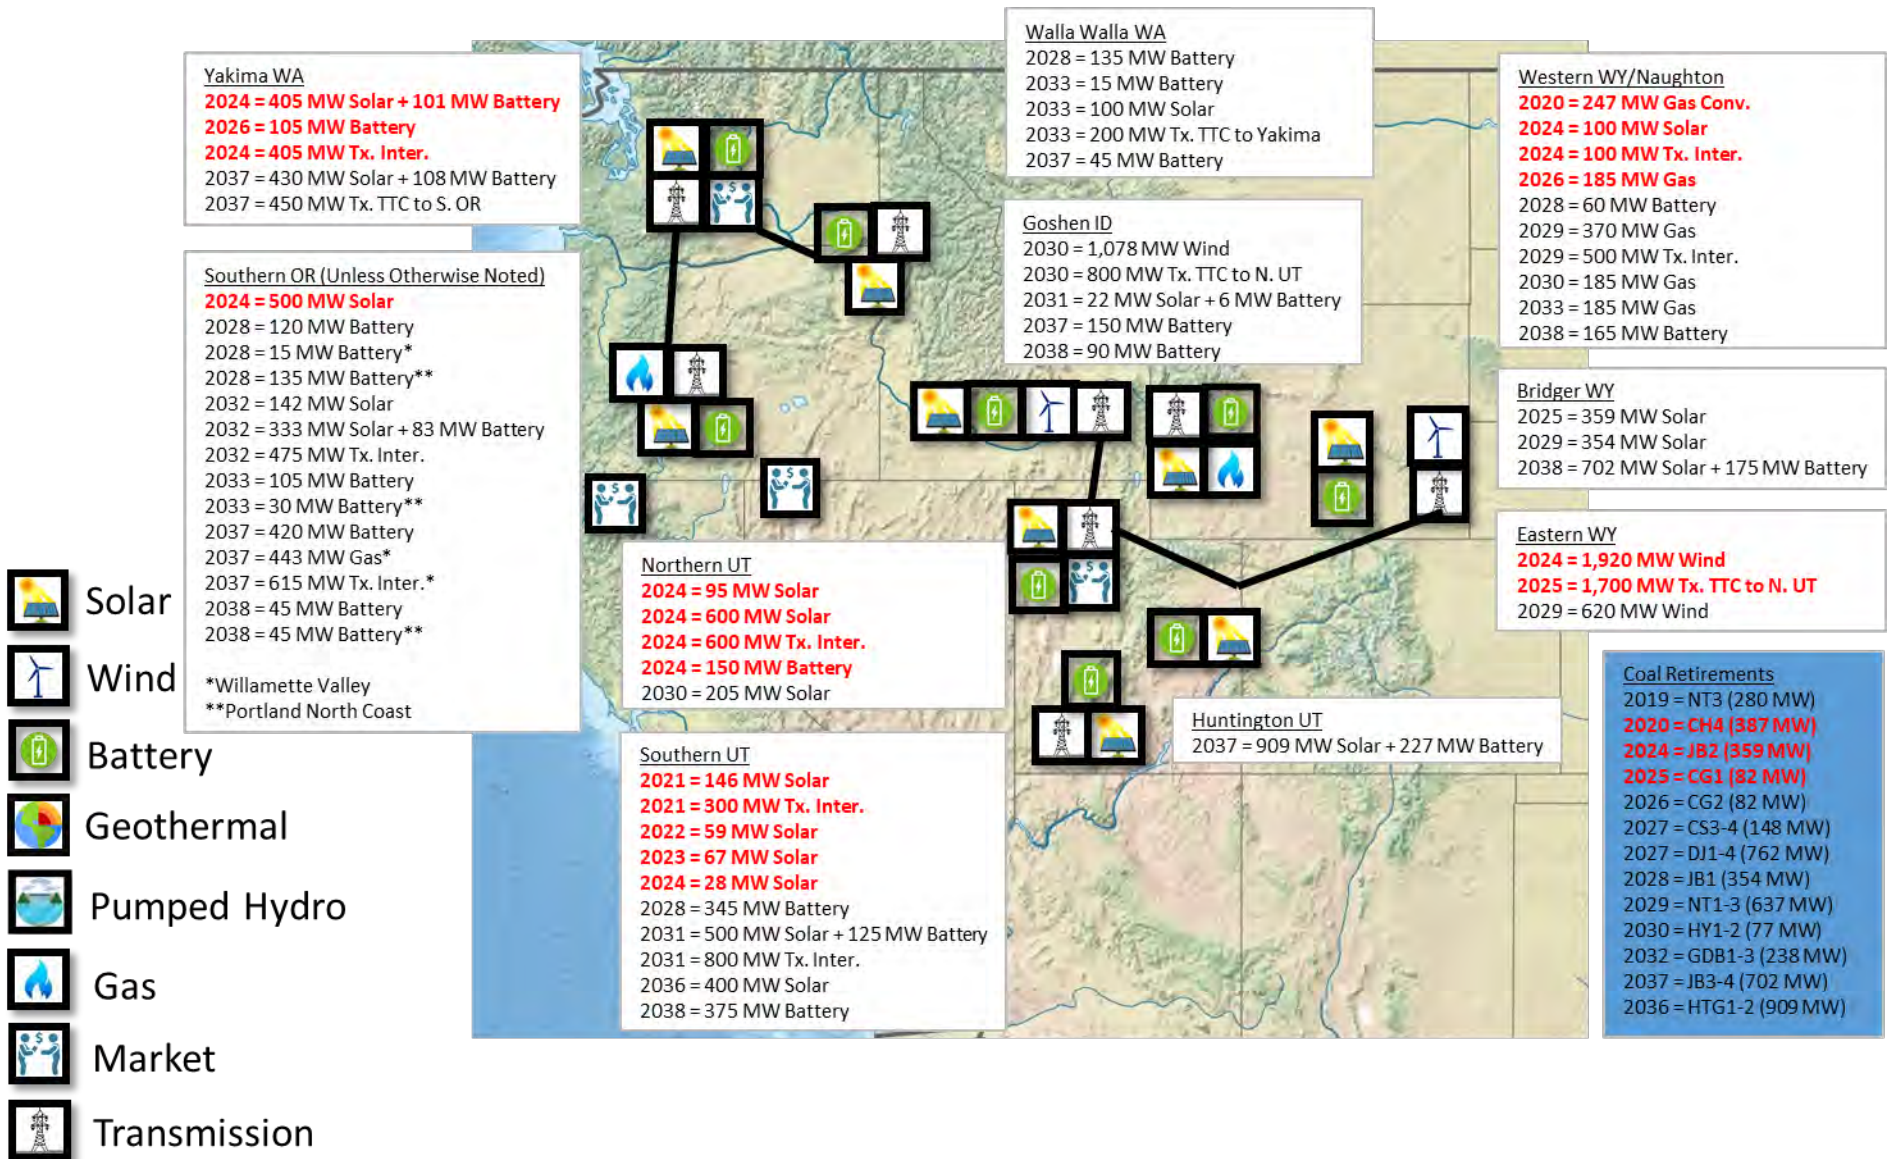 Yakima WA
2024 = 405 MW Solar + 101 MW Battery
2026 = 105 MW Battery
2024 = 405 MW Tx. Inter.
2037 = 430 MW Solar + 108 MW Battery
2037 = 450 MW Tx. TTC to S. OR
Walla Walla WA
2028 = 135 MW Battery
2033 = 15 MW Battery
2033 = 100 MW Solar
2033 = 200 MW Tx. TTC to Yakima
2037 = 45 MW Battery
Western WY/Naughton
2020 = 247 MW Gas Conv.
2024 = 100 MW Solar
2024 = 100 MW Tx. Inter.
2026 = 185 MW Gas
2028 = 60 MW Battery
2029 = 370 MW Gas
2029 = 500 MW Tx. Inter.
2030 = 185 MW Gas
2033 = 185 MW Gas
2038 = 165 MW Battery
Southern OR (Unless Otherwise Noted)
2024 = 500 MW Solar
2028 = 120 MW Battery
2028 = 15 MW Battery*
2028 = 135 MW Battery**
2032 = 142 MW Solar
2032 = 333 MW Solar + 83 MW Battery
2032 = 475 MW Tx. Inter.
2033 = 105 MW Battery
2033 = 30 MW Battery**
2037 = 420 MW Battery
2037 = 443 MW Gas*
2037 = 615 MW Tx. Inter.*
2038 = 45 MW Battery
2038 = 45 MW Battery**
*Willamette Valley
**Portland North Coast
Goshen ID
2030 = 1,078 MW Wind
2030 = 800 MW Tx. TTC to N. UT
2031 = 22 MW Solar + 6 MW Battery
2037 = 150 MW Battery
2038 = 90 MW Battery
Bridger WY
2025 = 359 MW Solar
2029 = 354 MW Solar
2038 = 702 MW Solar + 175 MW Battery
Eastern WY
2024 = 1,920 MW Wind
2025 = 1,700 MW Tx. TTC to N. UT
2029 = 620 MW Wind
Northern UT
2024 = 95 MW Solar
2024 = 600 MW Solar
2024 = 600 MW Tx. Inter.
2024 = 150 MW Battery
2030 = 205 MW Solar
Huntington UT
2037 = 909 MW Solar + 227 MW Battery
Southern UT
2021 = 146 MW Solar
2021 = 300 MW Tx. Inter.
2022 = 59 MW Solar
2023 = 67 MW Solar
2024 = 28 MW Solar
2028 = 345 MW Battery
2031 = 500 MW Solar + 125 MW Battery
2031 = 800 MW Tx. Inter.
2036 = 400 MW Solar
2038 = 375 MW Battery
Coal Retirements
2019 = NT3 (280 MW)
2020 = CH4 (387 MW)
2024 = JB2 (359 MW)
2025 = CG1 (82 MW)
2026 = CG2 (82 MW)
2027 = CS3-4 (148 MW)
2027 = DJ1-4 (762 MW)
2028 = JB1 (354 MW)
2029 = NT1-3 (637 MW)
2030 = HY1-2 (77 MW)
2032 = GDB1-3 (238 MW)
2037 = JB3-4 (702 MW)
2036 = HTG1-2 (909 MW)
Solar
Wind
Battery
Geothermal
Pumped Hydro
Gas
Market
Transmission